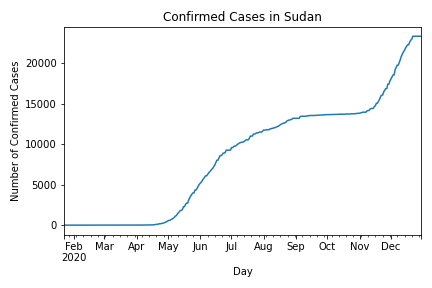 Confirmed Cases in Sudan
Number of Confirmed Cases
20000
15000
10000
5000
0
Feb Mar Apr May Jun Jul Aug Sep Oct Nov Dec
2020
Day